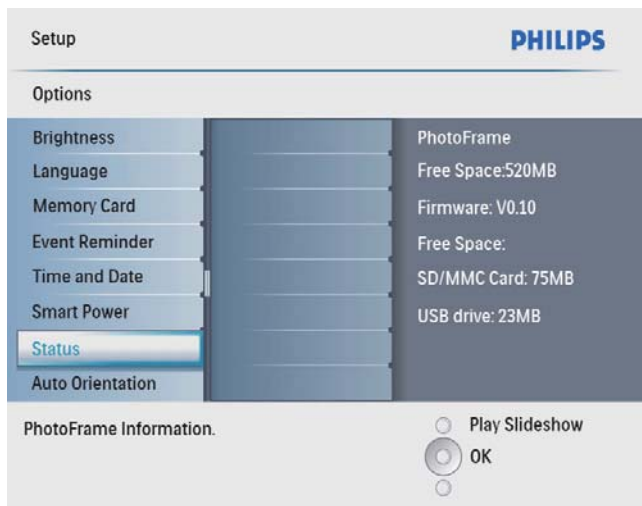 Setup
PHILIPS
Options
Brightness
Language
Memory Card
Event Reminder
Time and Date
Smart Power
Status
Auto Orientation
PhotoFrame
Free Space:520MB
Firmware: V0.10
Free Space:
SD/MMC Card: 75MB
USB drive: 23MB
PhotoFrame Information.
Play Slideshow
OK